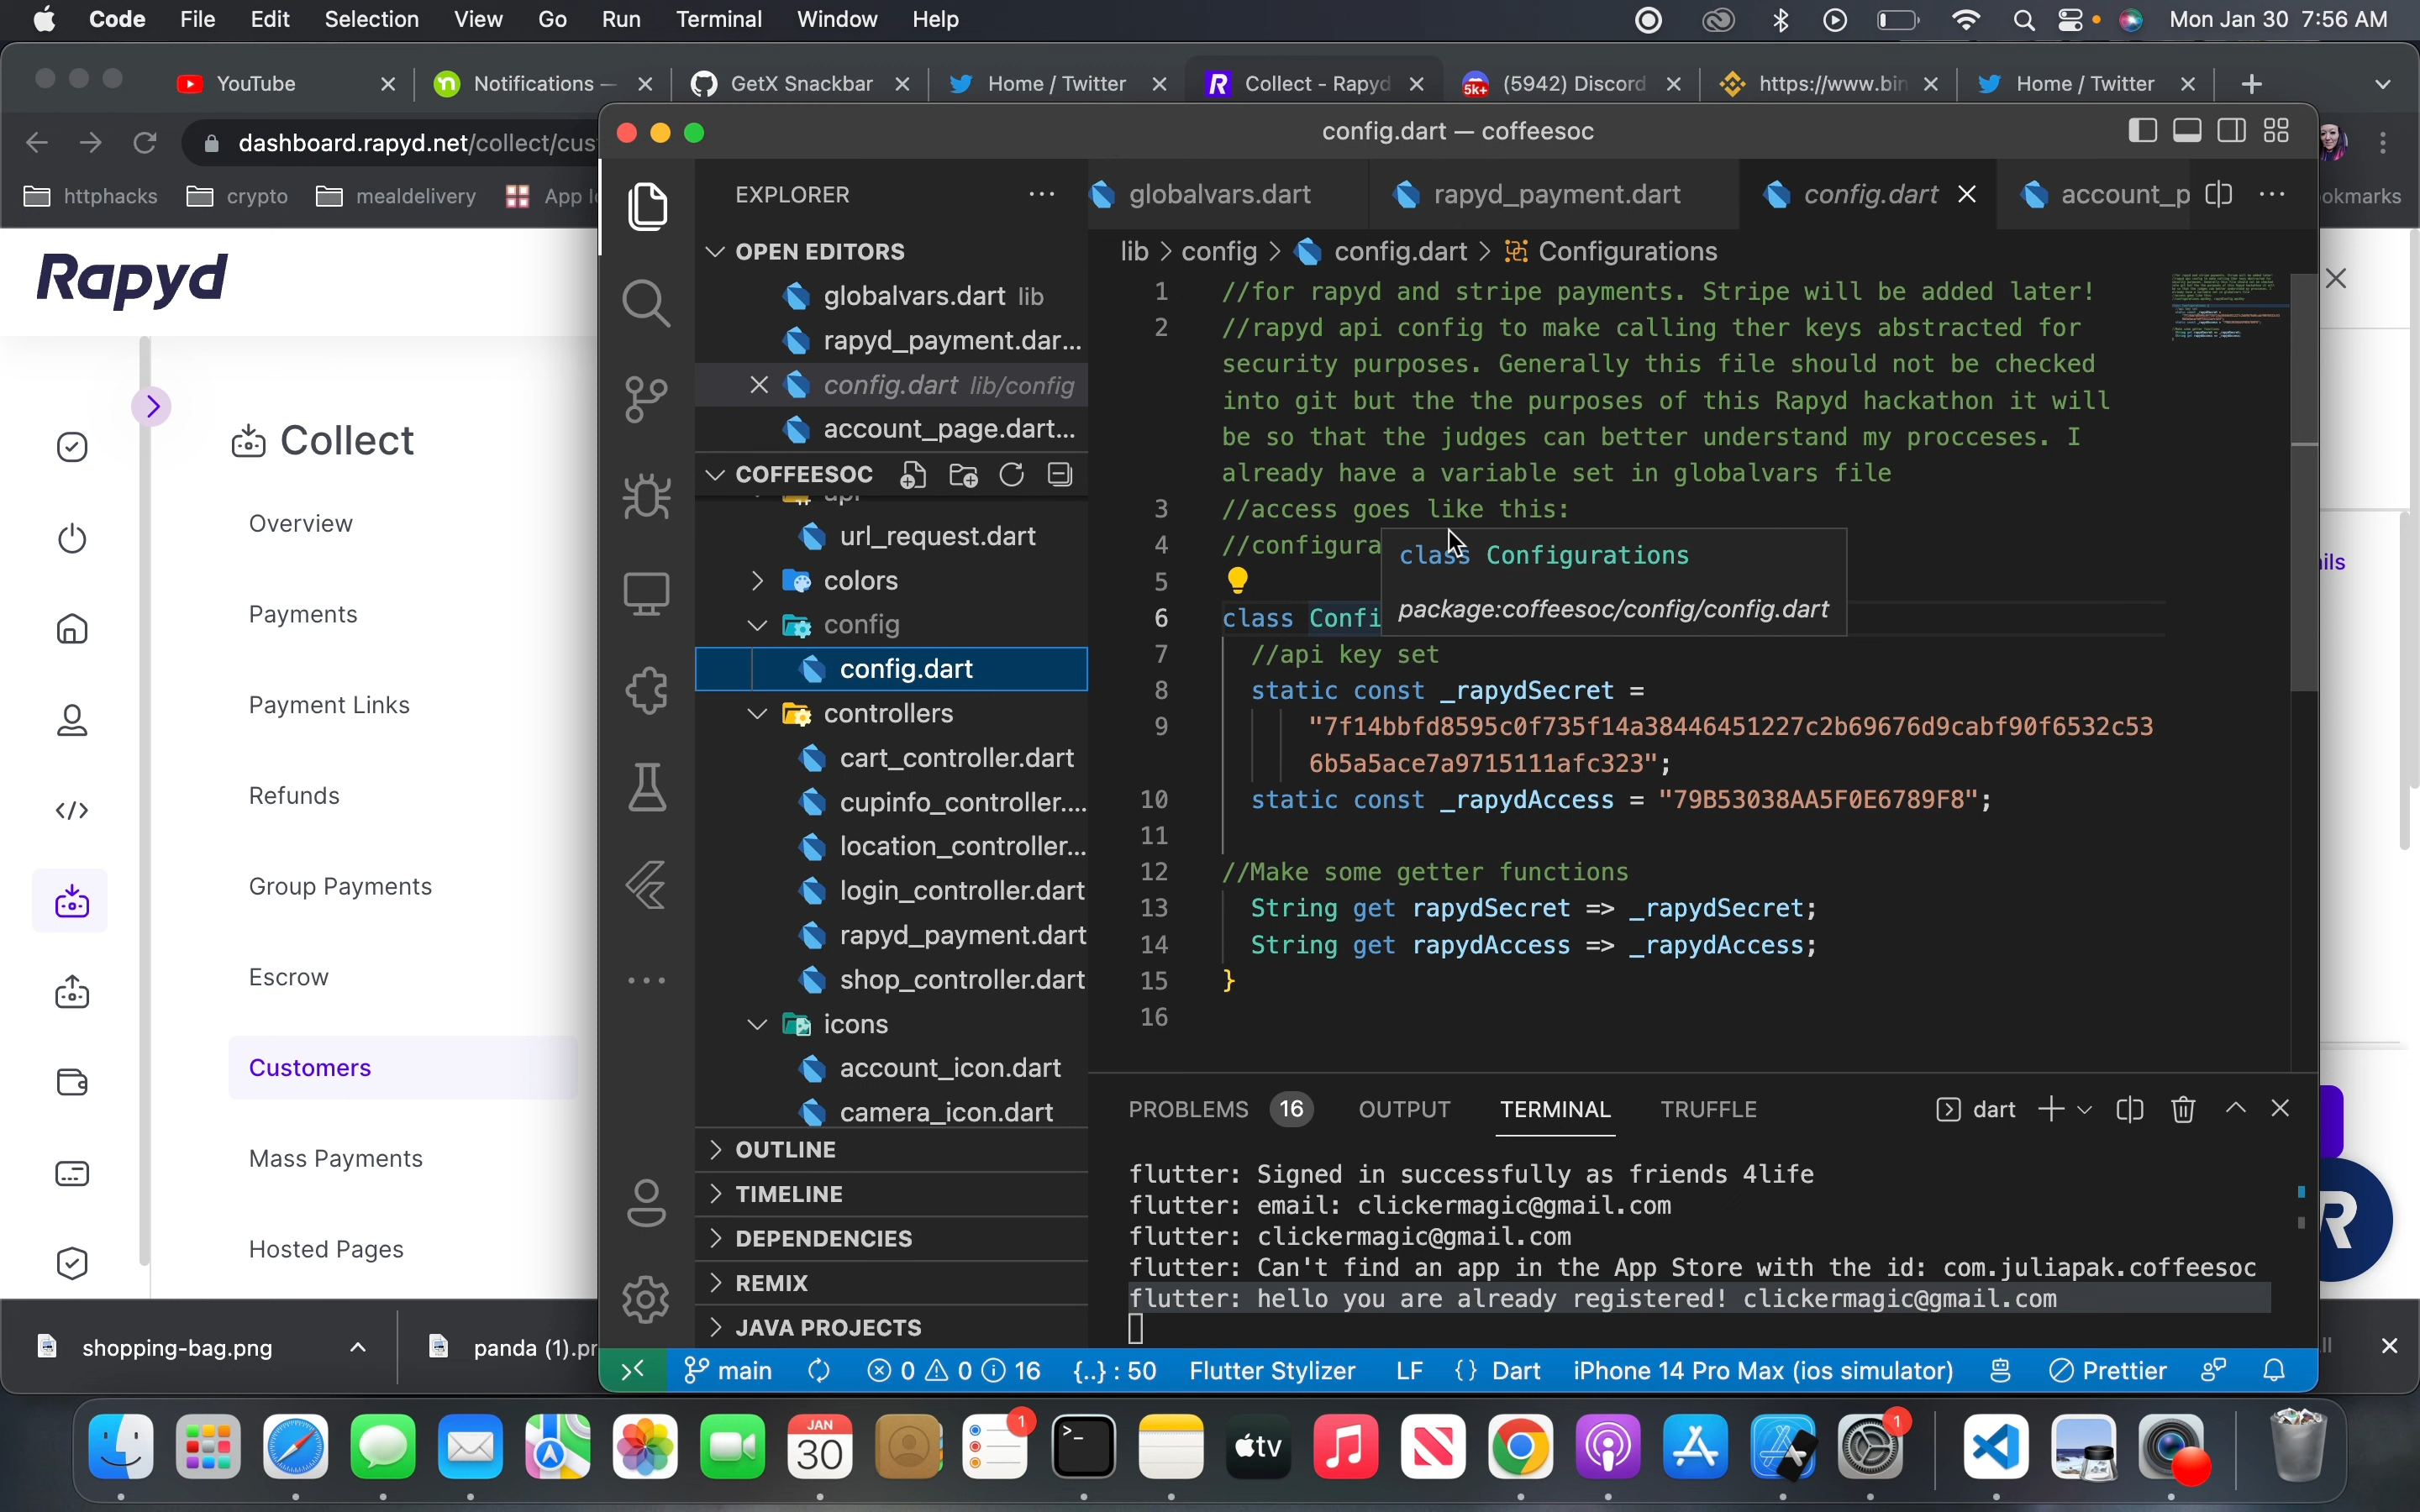 Code File Edit Selection View Go Run Terminal Window Help Mon Jan 30 7:56 AM
YouTube Notifications — GetX Snackbar Home / Twitter Collect - Rapyd 5k+ (5942) Discord https://www.bin Home / Twitter
dashboard.rapyd.net/collect/cus
config.dart — coffeesoc
httphacks crypto mealdelivery
okmarks
Rapyd
Collect
Overview
Payments
Payment Links
Refunds
Group Payments
Escrow
Customers
Mass Payments
Hosted Pages
EXPLORER
OPEN EDITORS
globalvars.dart lib
rapyd_payment.dar...
config.dart lib/config
account_page.dart...
COFFEESOC
api
url_request.dart
colors
config
config.dart
controllers
cart_controller.dart
cupinfo_controller....
location_controller...
login_controller.dart
rapyd_payment.dart
shop_controller.dart
icons
account_icon.dart
camera_icon.dart
OUTLINE
TIMELINE
DEPENDENCIES
REMIX
JAVA PROJECTS
globalvars.dart rapyd_payment.dart config.dart account_p
lib > config > config.dart > Configurations
1 //for rapyd and stripe payments. Stripe will be added later!
2 //rapyd api config to make calling ther keys abstracted for
security purposes. Generally this file should not be checked
into git but the the purposes of this Rapyd hackathon it will
be so that the judges can better understand my procceses. I
already have a variable set in globalvars file
3 //access goes like this:
4 //configura
class Configurations
package:coffeesoc/config/config.dart
5
6 class Confi
7 //api key set
8 static const _rapydSecret =
9 "7f14bbfd8595c0f735f14a38446451227c2b69676d9cabf90f6532c53
6b5a5ace7a9715111afc323";
10 static const _rapydAccess = "79B53038AA5F0E6789F8";
11
12 //Make some getter functions
13 String get rapydSecret => _rapydSecret;
14 String get rapydAccess => _rapydAccess;
15 }
16
ils
PROBLEMS 16 OUTPUT TERMINAL TRUFFLE dart
flutter: Signed in successfully as friends 4life
flutter: email: clickermagic@gmail.com
flutter: clickermagic@gmail.com
flutter: Can't find an app in the App Store with the id: com.juliapak.coffeesoc
flutter: hello you are already registered! clickermagic@gmail.com
shopping-bag.png panda (1).pn
main 0 0 16 {..} : 50 Flutter Stylizer LF {} Dart iPhone 14 Pro Max (ios simulator) Prettier
JAN
30
1
tv
1